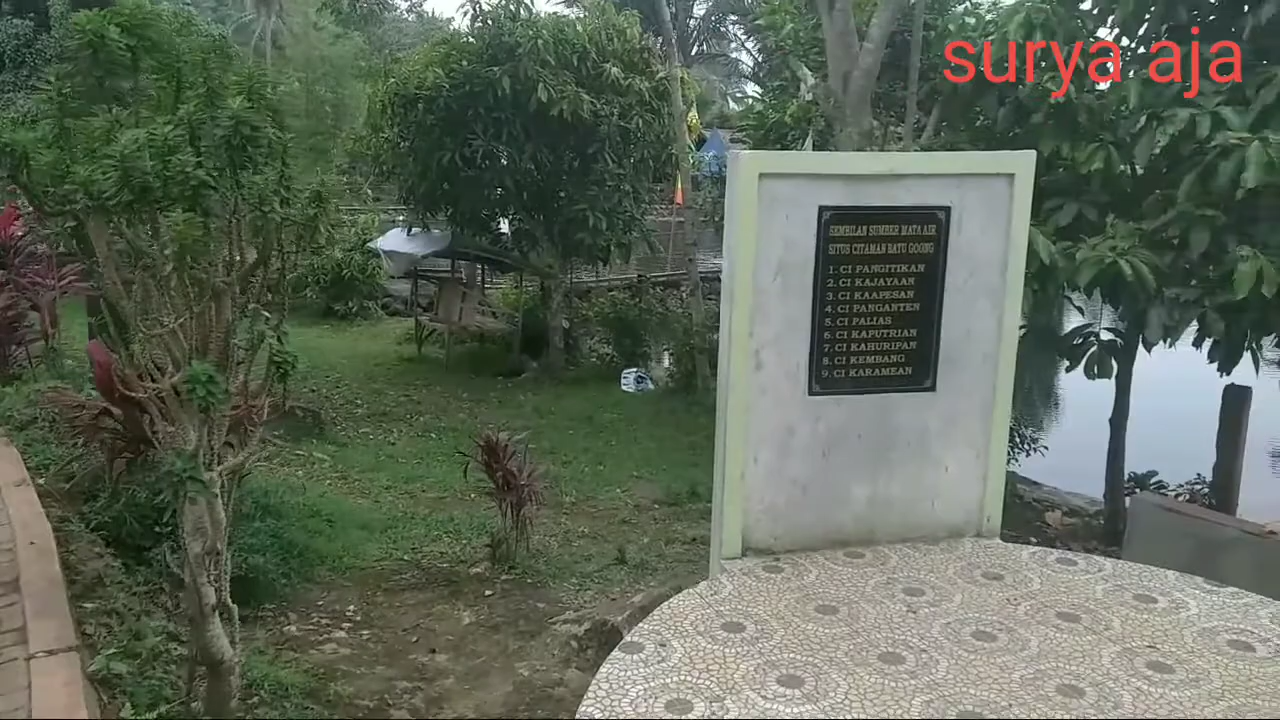 surya aja
SEMBILAN SUMBER MATA AIR
SITUS CITAMAN BATU GOONG
1. CI PANGITIKAN
2. CI KAJAYAAN
3. CI KAAPESAN
4. CI PANGANTEN
5. CI PALIAS
6. CI KAPUTRIAN
7. CI KAHURIPAN
8. CI KEMBANG
9. CI KARAMEAN